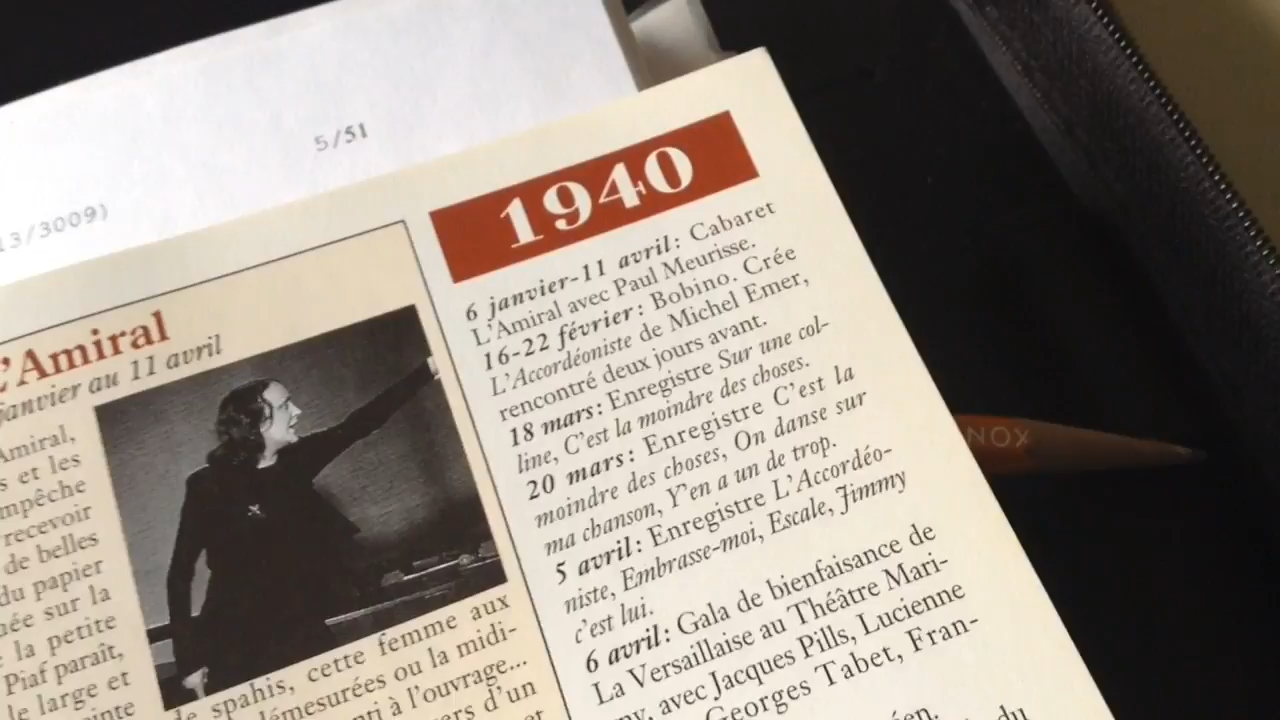 5/51
13/3009)
L'Amiral
janvier au 11 avril
Amiral,
s et les
mpêche
recevoir
de belles
du papier
née sur la
la petite
Piaf paraît,
le large et
de spahis, cette femme aux
démesurées ou la midi-
à l'ouvrage...
d'un
et
1940
6 janvier-11 avril : Cabaret
L'Amiral avec Paul Meurisse.
16-22 février : Bobino. Crée
L'Accordéoniste de Michel Emer,
rencontré deux jours avant.
18 mars : Enregistre Sur une col-
line, C'est la moindre des choses.
20 mars : Enregistre C'est la
moindre des choses, On danse sur
ma chanson, Y'en a un de trop.
5 avril : Enregistre L'Accordéo-
niste, Embrasse-moi, Escale, Jimmy
c'est lui.
6 avril : Gala de bienfaisance de
La Versaillaise au Théâtre Mari-
ny, avec Jacques Pills, Lucienne
Georges Tabet, Fran-
du
NOX